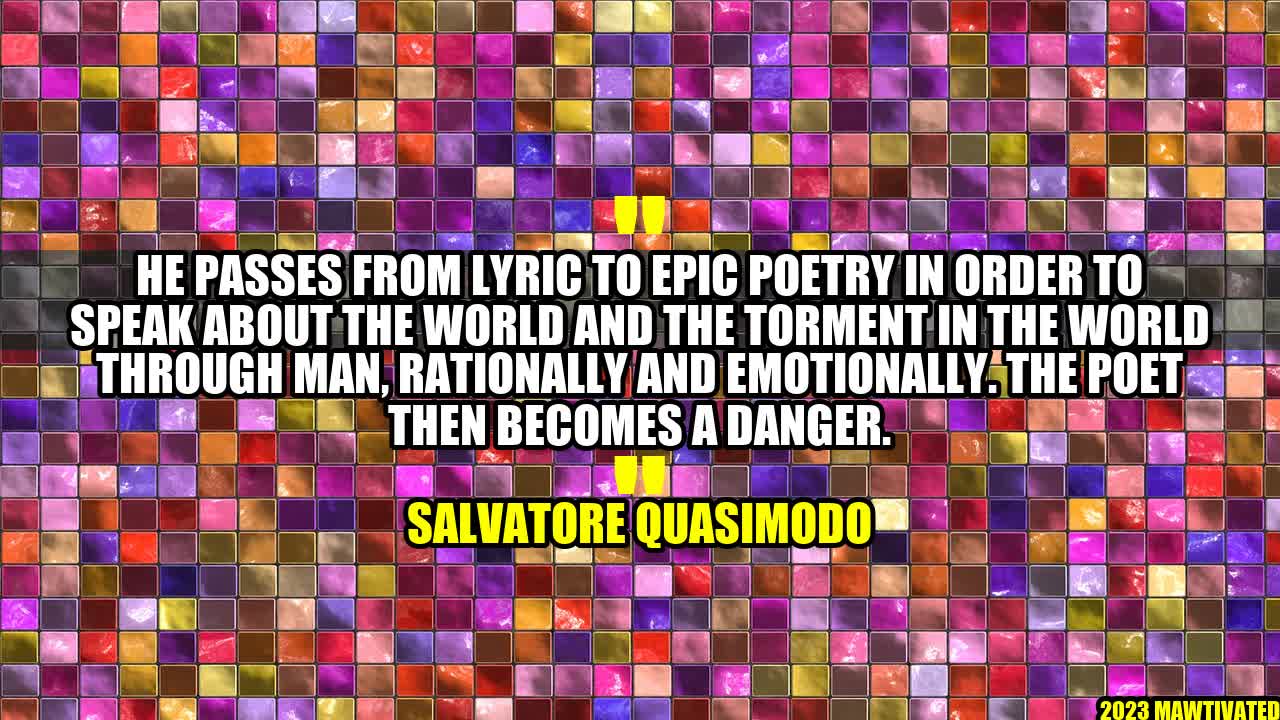 "
HE PASSES FROM LYRIC TO EPIC POETRY IN ORDER TO
SPEAK ABOUT THE WORLD AND THE TORMENT IN THE WORLD
THROUGH MAN, RATIONALLY AND EMOTIONALLY. THE POET
THEN BECOMES A DANGER.
"
SALVATORE QUASIMODO
2023 MAWTIVATED